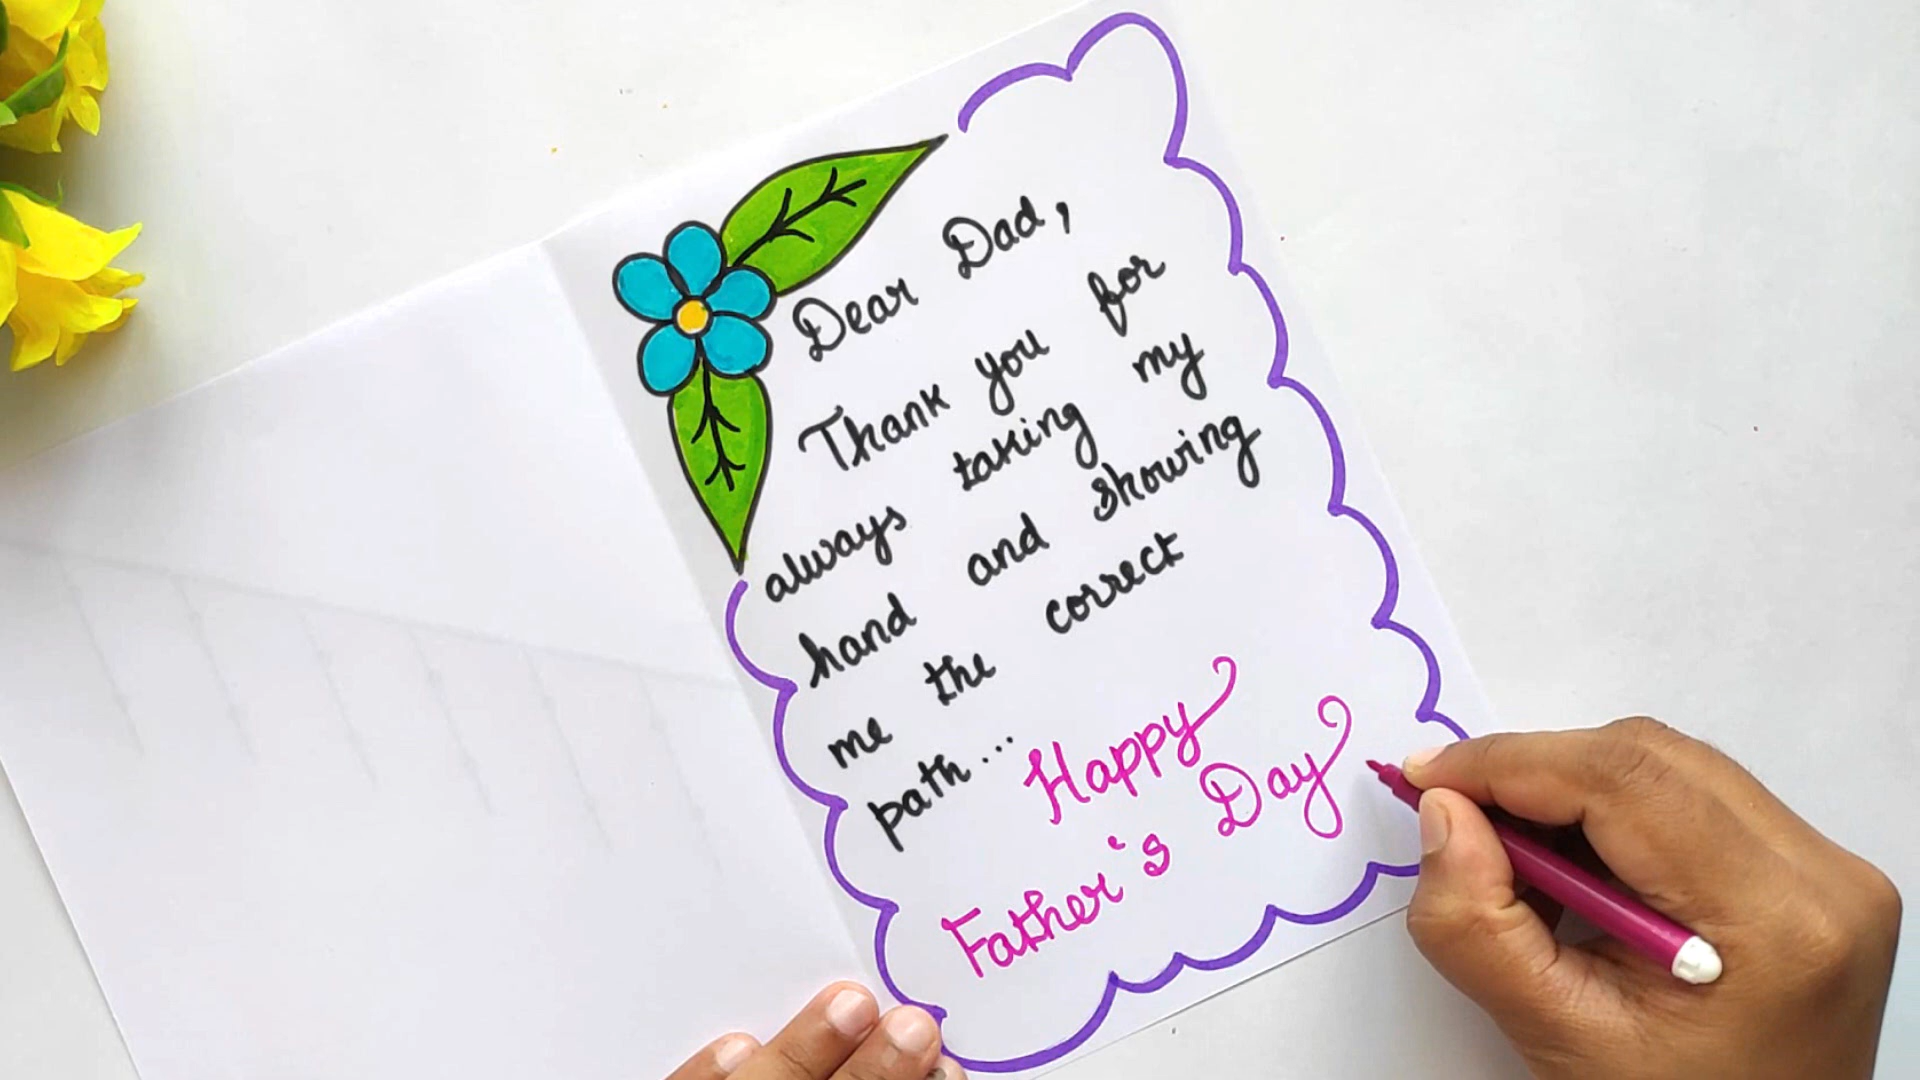 Dear Dad,
Thank you for
always taking my
hand and showing
me the correct
path...
Happy
Father's Day